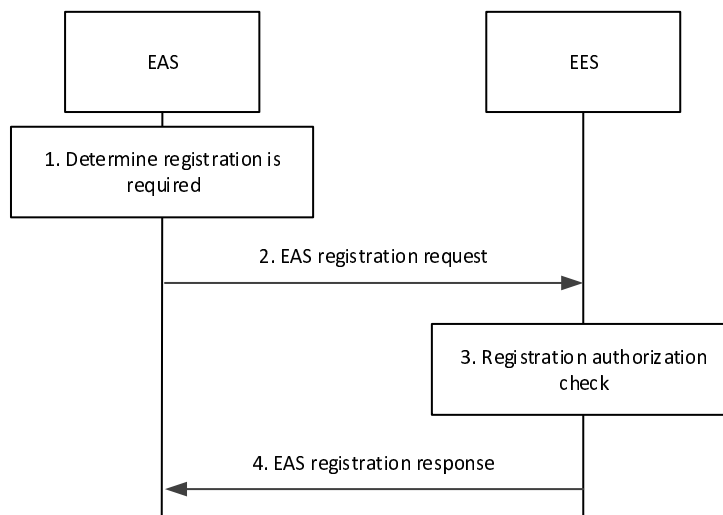 EAS
EES
1. Determine registration is
required
2. EAS registration request
3. Registration authorization
check
4. EAS registration response